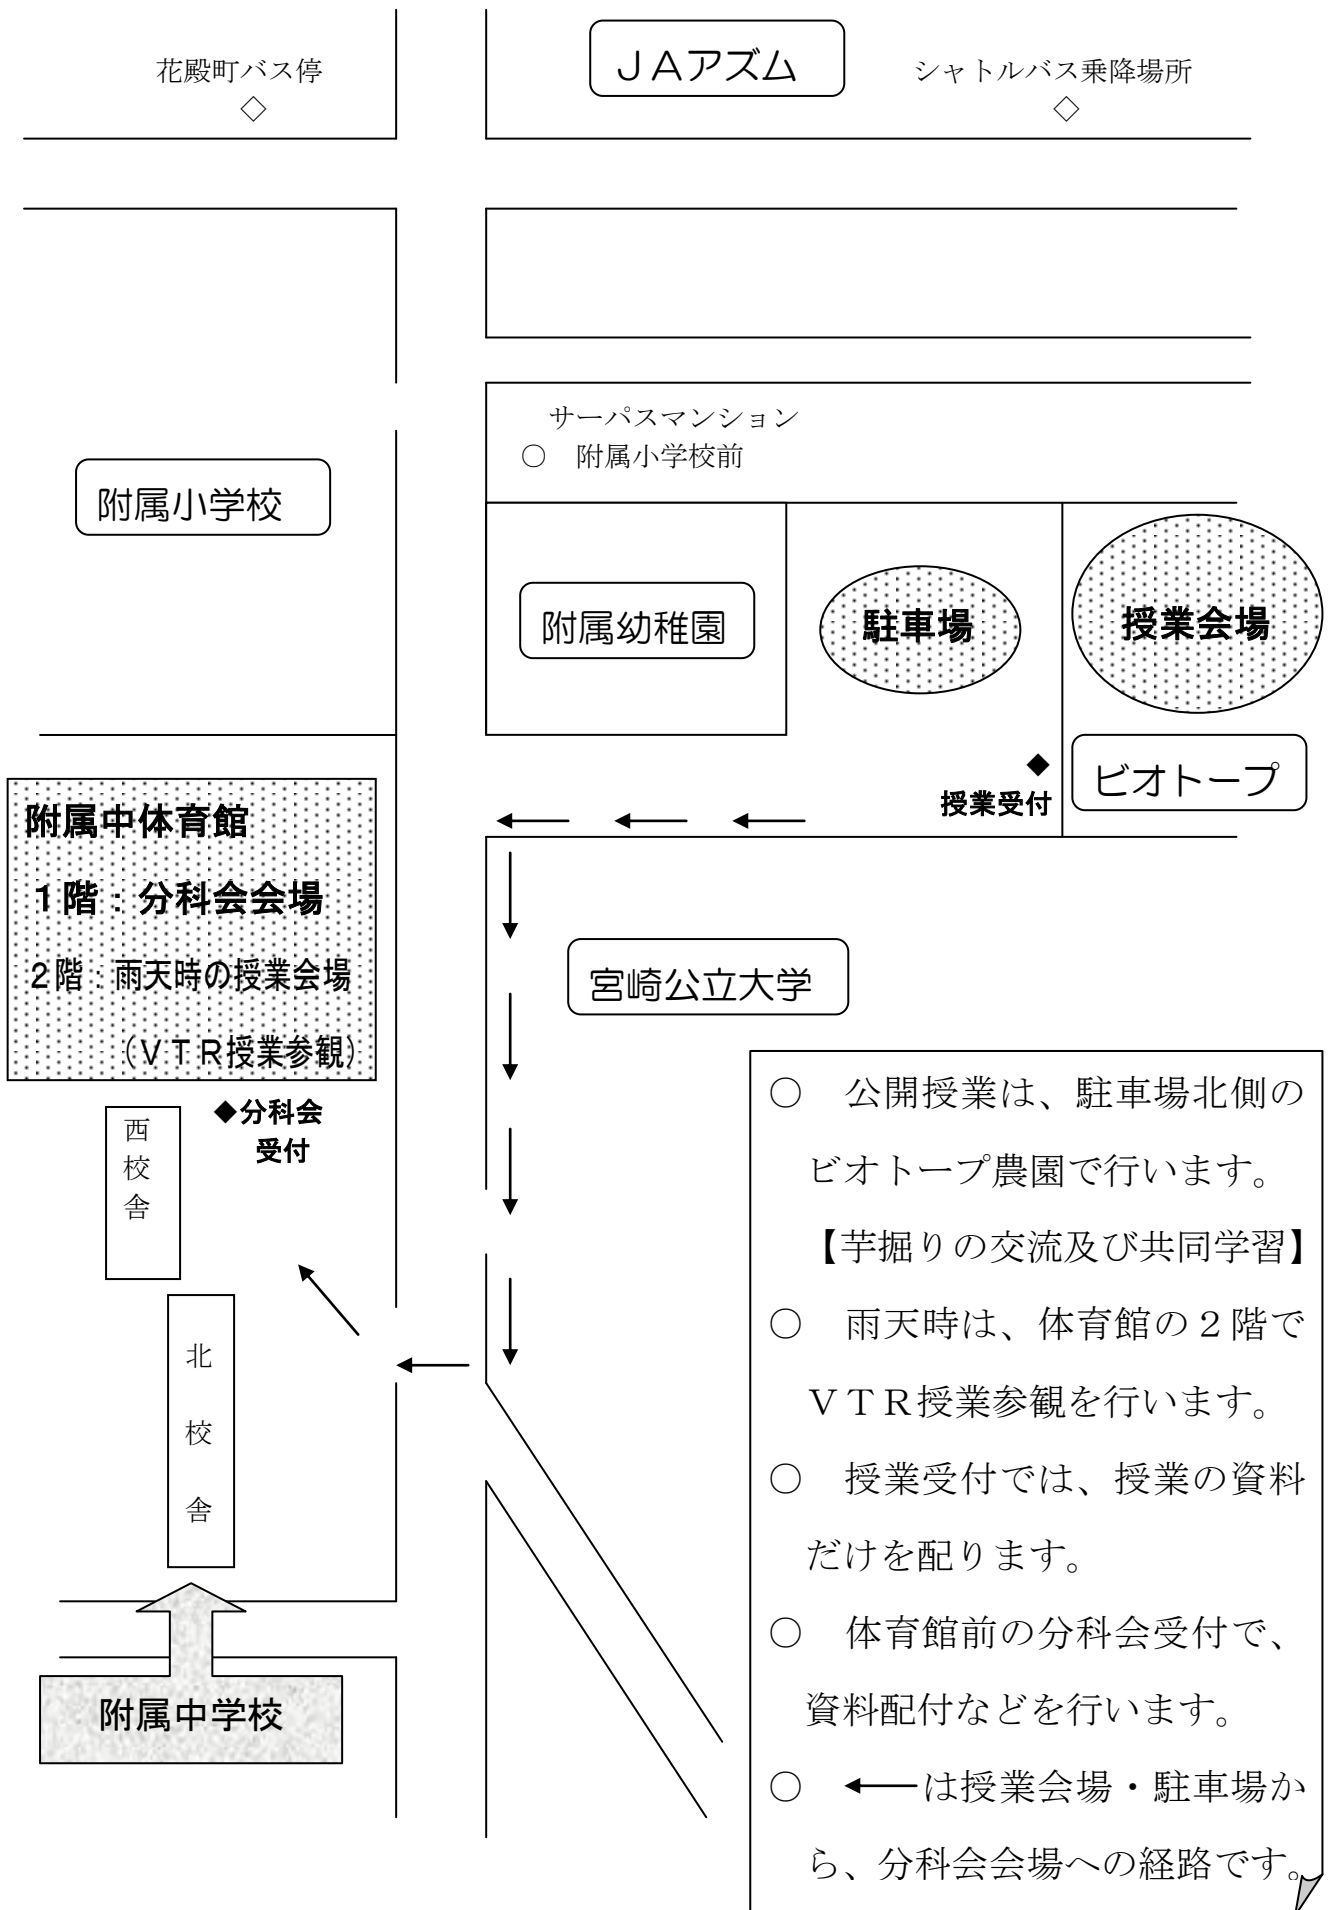 花殿町バス停
◇
ＪＡアズム
シャトルバス乗降場所
◇
サーパスマンション
○　附属小学校前
附属小学校
附属幼稚園
駐車場
授業会場
◆
授業受付
ビオトープ
附属中体育館
１階：分科会会場
２階：雨天時の授業会場
（ＶＴＲ授業参観）
◆分科会
受付
西校舎
北校舎
附属中学校
宮崎公立大学
○　公開授業は、駐車場北側の
ビオトープ農園で行います。
【芋掘りの交流及び共同学習】
○　雨天時は、体育館の２階で
ＶＴＲ授業参観を行います。
○　授業受付では、授業の資料
だけを配ります。
○　体育館前の分科会受付で、
資料配付などを行います。
○　←は授業会場・駐車場か
ら、分科会会場への経路です。